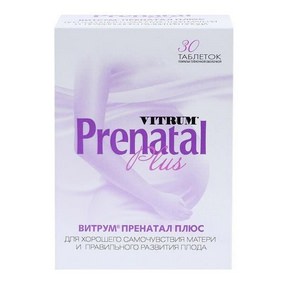 30
ТАБЛЕТОК
VITRUM®
Prenatal
Plus
ВИТРУМ® ПРЕНАТАЛ ПЛЮС
ДЛЯ ХОРОШЕГО САМОЧУВСТВИЯ МАТЕРИ
И ПРАВИЛЬНОГО РАЗВИТИЯ ПЛОДА